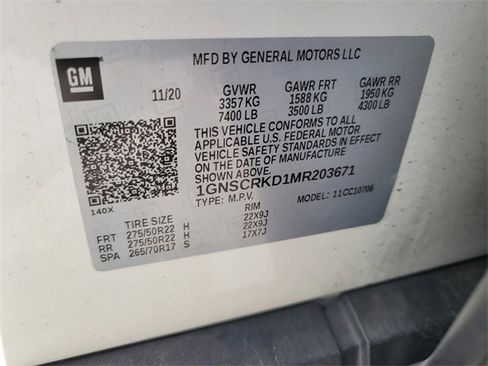 MFD BY GENERAL MOTORS LLC
GM
11/20 GVWR GAWR FRT GAWR RR
3357 KG 1588 KG 1950 KG
7400 LB 3500 LB 4300 LB
THIS VEHICLE CONFORMS TO ALL
APPLICABLE U.S. FEDERAL MOTOR
VEHICLE SAFETY STANDARDS IN EFFECT
ON THE DATE OF MANUFACTURE
SHOWN ABOVE.
1GNSCRKD1MR203671
TYPE: M.P.V. MODEL: 11CC10706
140X
TIRE SIZE RIM
FRT 275/50R22 H 22X9J
RR 275/50R22 H 22X9J
SPA 265/70R17 S 17X7J